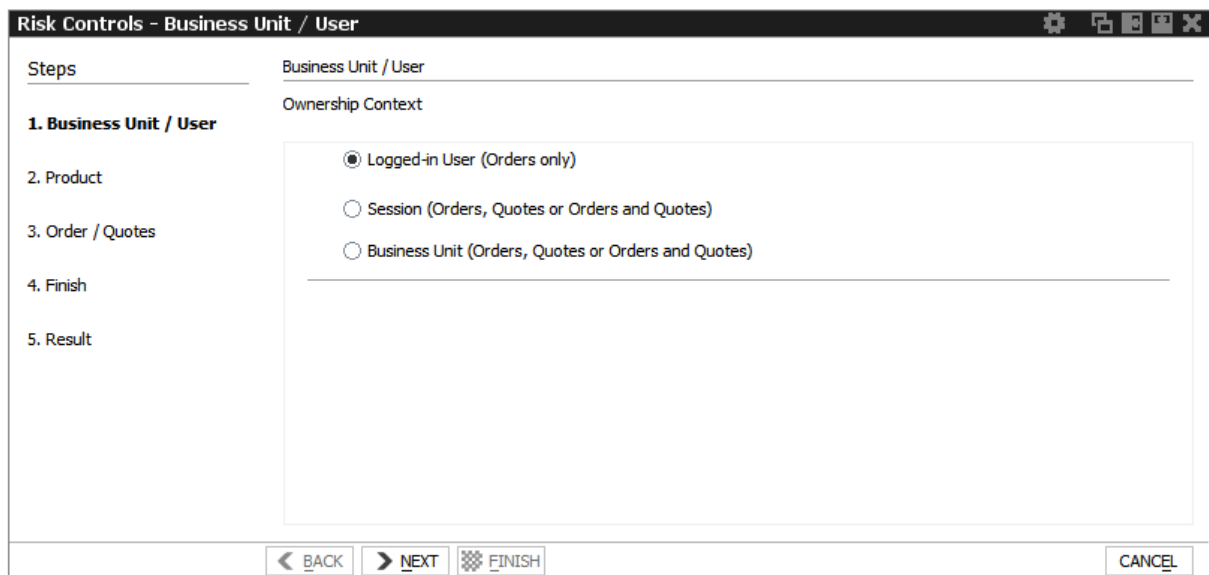 Risk Controls - Business Unit / User
Steps
1. Business Unit / User
2. Product
3. Order / Quotes
4. Finish
5. Result
Business Unit / User
Ownership Context
Logged-in User (Orders only)
Session (Orders, Quotes or Orders and Quotes)
Business Unit (Orders, Quotes or Orders and Quotes)
BACK NEXT FINISH CANCEL